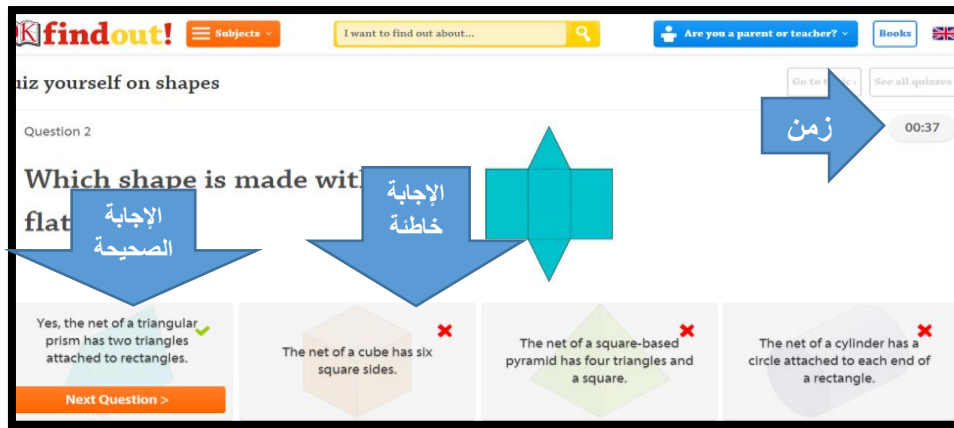 DK findout!
Subjects
I want to find out about...
Are you a parent or teacher?
Books
uiz yourself on shapes
Go to t
See all quizzes
زمن
00:37
Question 2
Which shape is made wit
flat
الإجابة
الصحيحة
الإجابة
خاطئة
Yes, the net of a triangular
prism has two triangles
attached to rectangles.
Next Question >
The net of a cube has six
square sides.
The net of a square-based
pyramid has four triangles and
a square.
The net of a cylinder has a
circle attached to each end of
a rectangle.